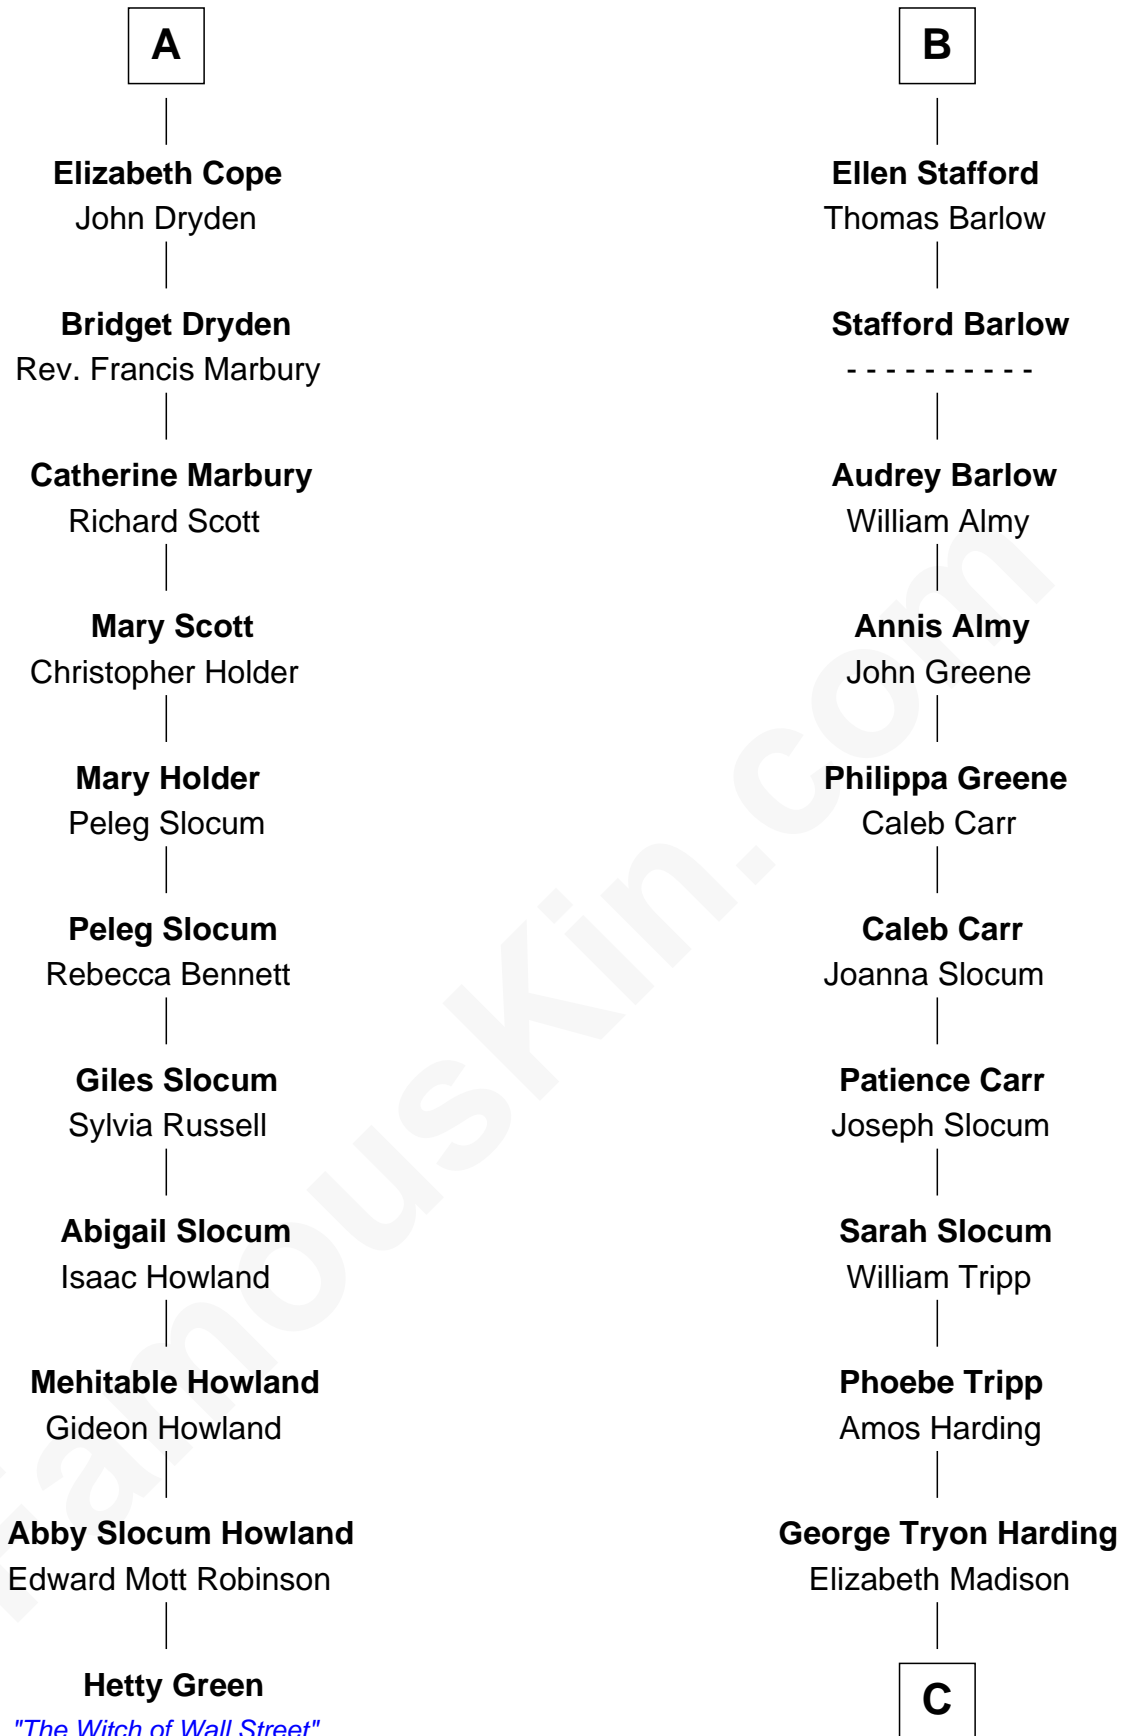 A
Elizabeth Cope
John Dryden
Bridget Dryden
Rev. Francis Marbury
Catherine Marbury
Richard Scott
Mary Scott
Christopher Holder
Mary Holder
Peleg Slocum
Peleg Slocum
Rebecca Bennett
Giles Slocum
Sylvia Russell
Abigail Slocum
Isaac Howland
Mehitable Howland
Gideon Howland
Abby Slocum Howland
Edward Mott Robinson
Hetty Green
"The Witch of Wall Street"
B
Ellen Stafford
Thomas Barlow
Stafford Barlow
- - - - - - - - - -
Audrey Barlow
William Almy
Annis Almy
John Greene
Philippa Greene
Caleb Carr
Caleb Carr
Joanna Slocum
Patience Carr
Joseph Slocum
Sarah Slocum
William Tripp
Phoebe Tripp
Amos Harding
George Tryon Harding
Elizabeth Madison
C
FamousKin.com